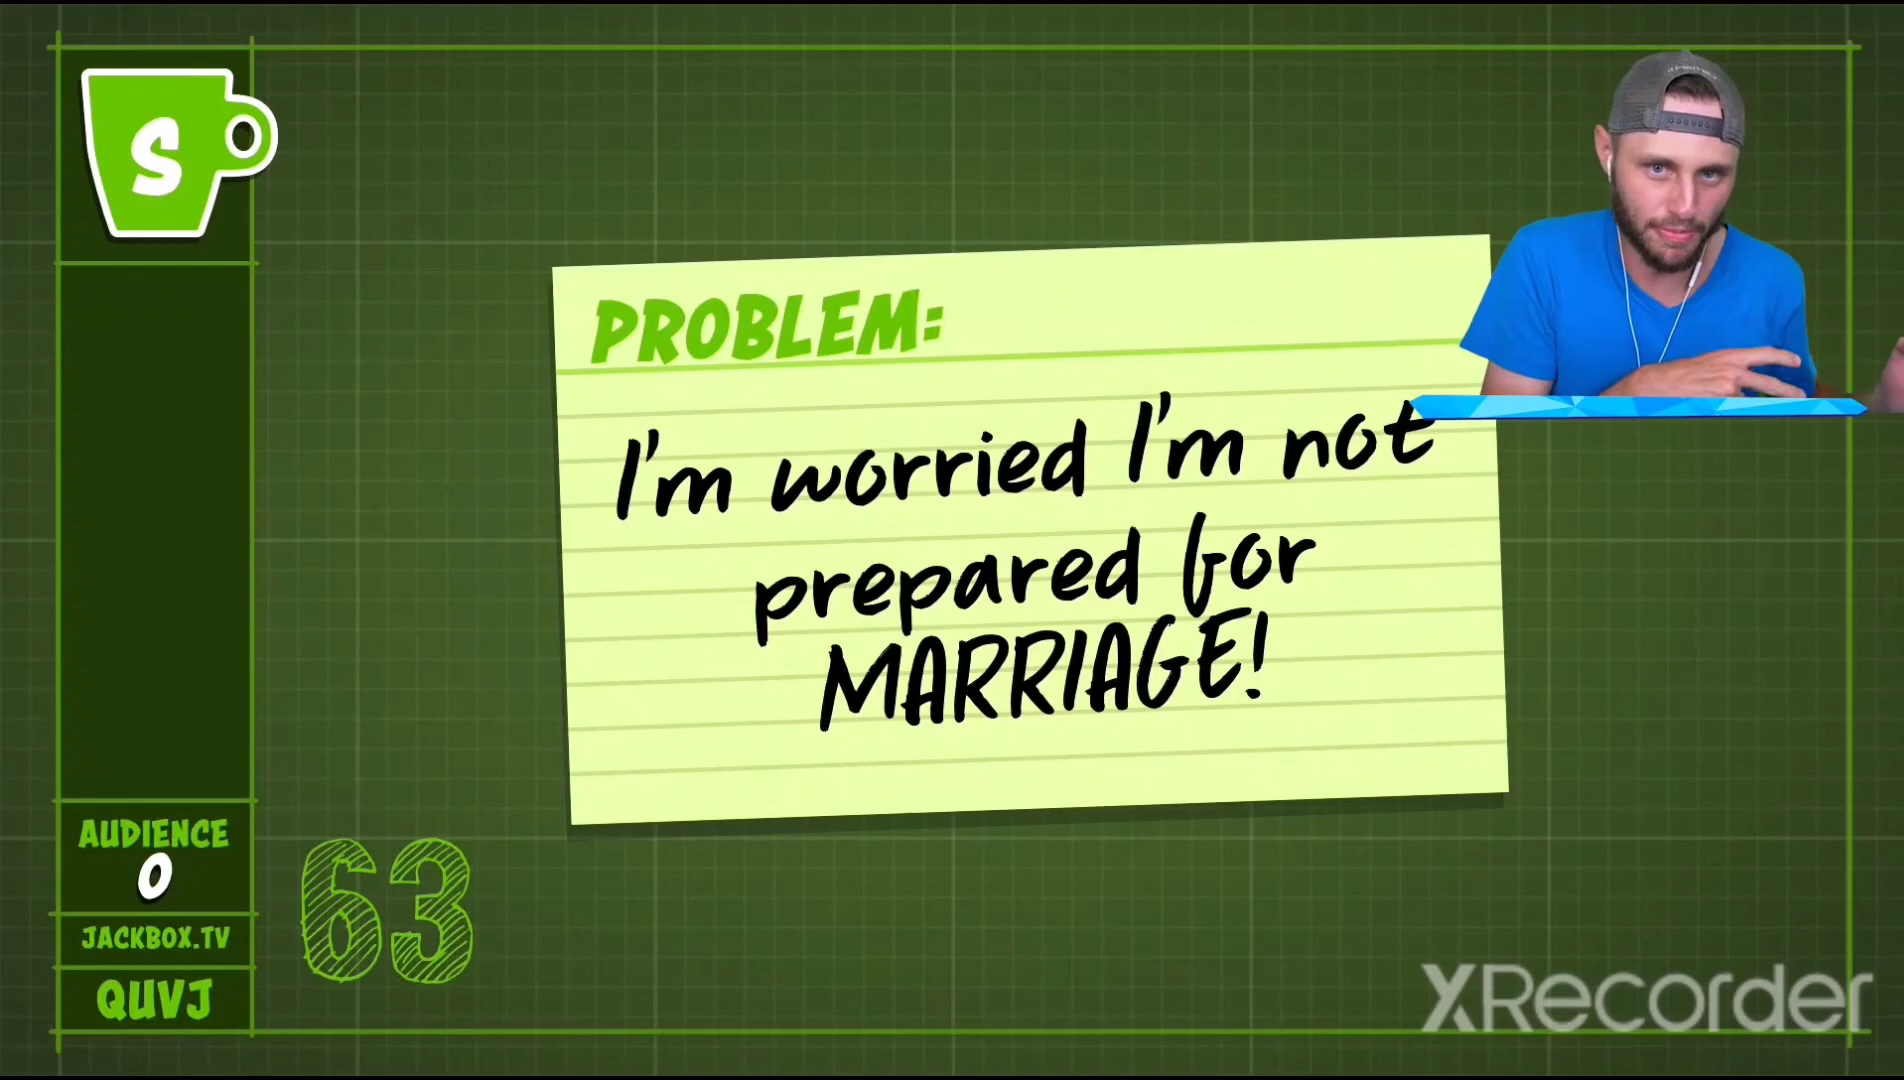 S
PROBLEM:
I'm worried I'm not
prepared for
MARRIAGE!
AUDIENCE
0
JACKBOX.TV
QUVJ
63
XRecorder